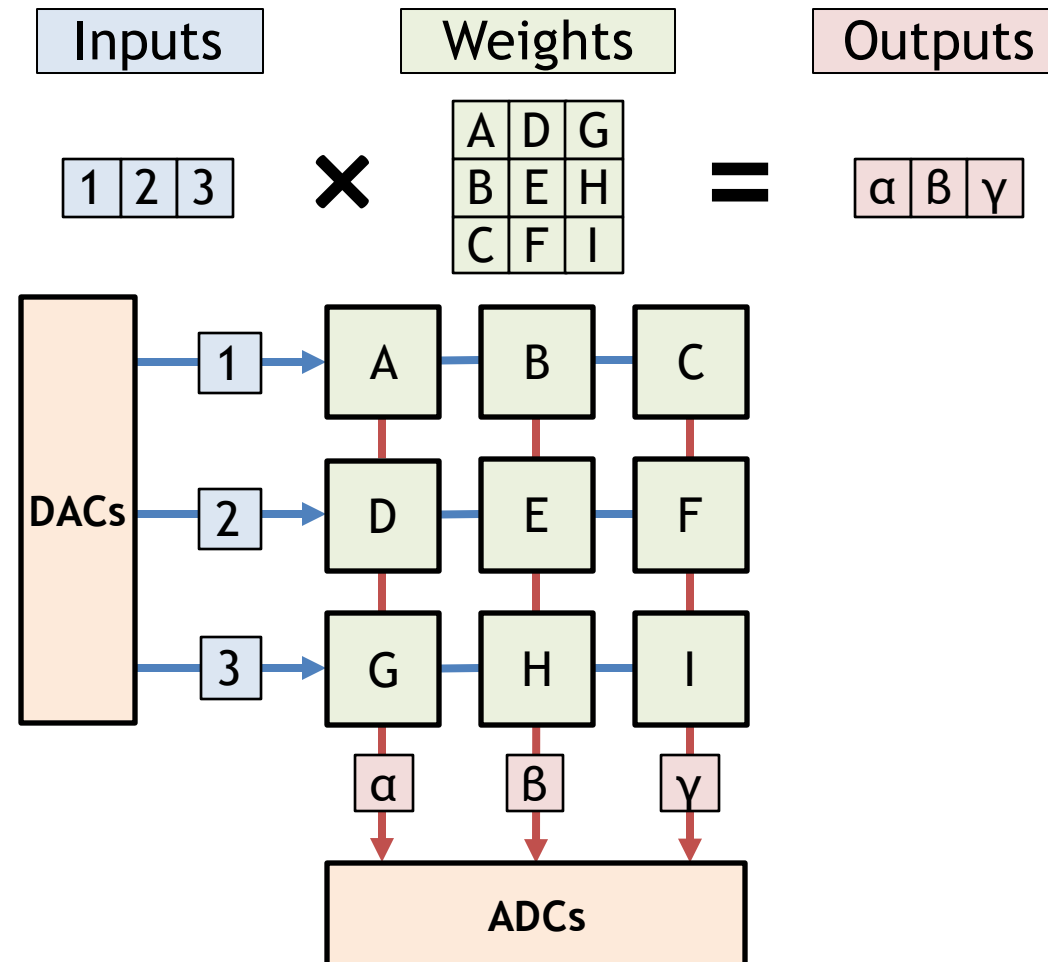 Inputs Weights Outputs
A D G
1 2 3 × B E H = α β γ
C F I
1 A B C
DACs 2 D E F
3 G H I
α β γ
ADCs